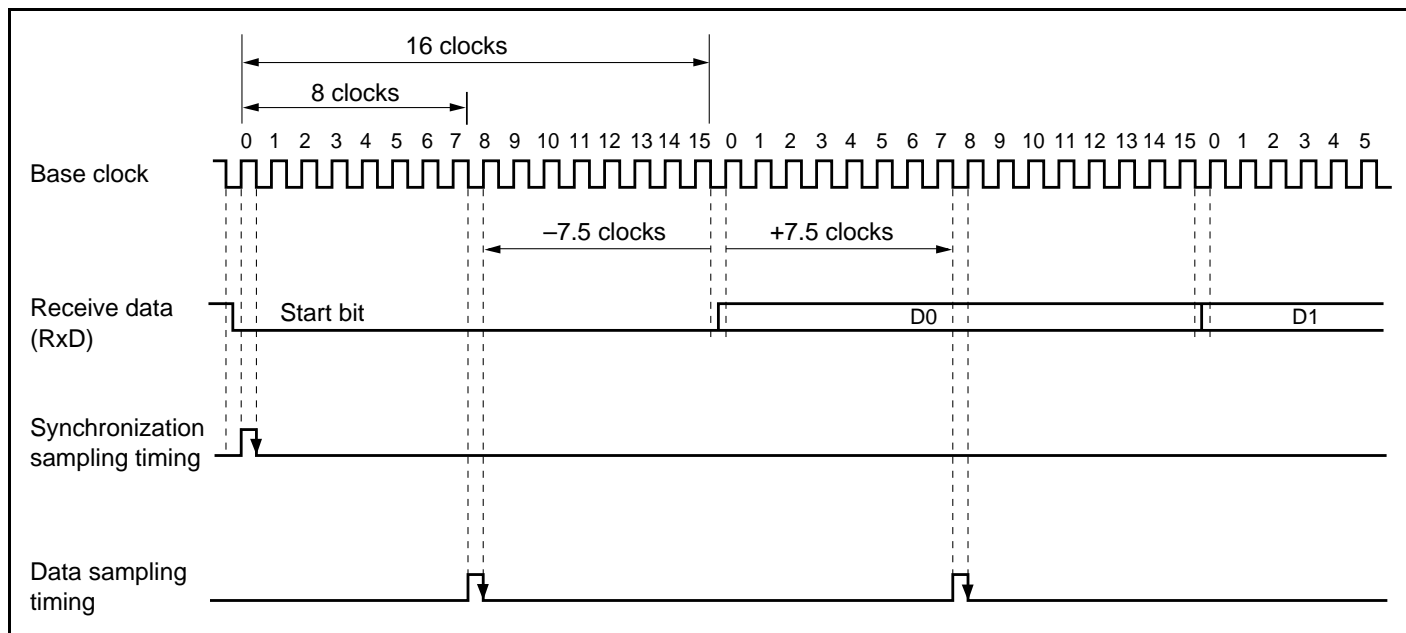 16 clocks
8 clocks
0 1 2 3 4 5 6 7 8 9 10 11 12 13 14 15 0 1 2 3 4 5 6 7 8 9 10 11 12 13 14 15 0 1 2 3 4 5
Base clock
–7.5 clocks +7.5 clocks
Receive data
(RxD)
Start bit D0 D1
Synchronization
sampling timing
Data sampling
timing